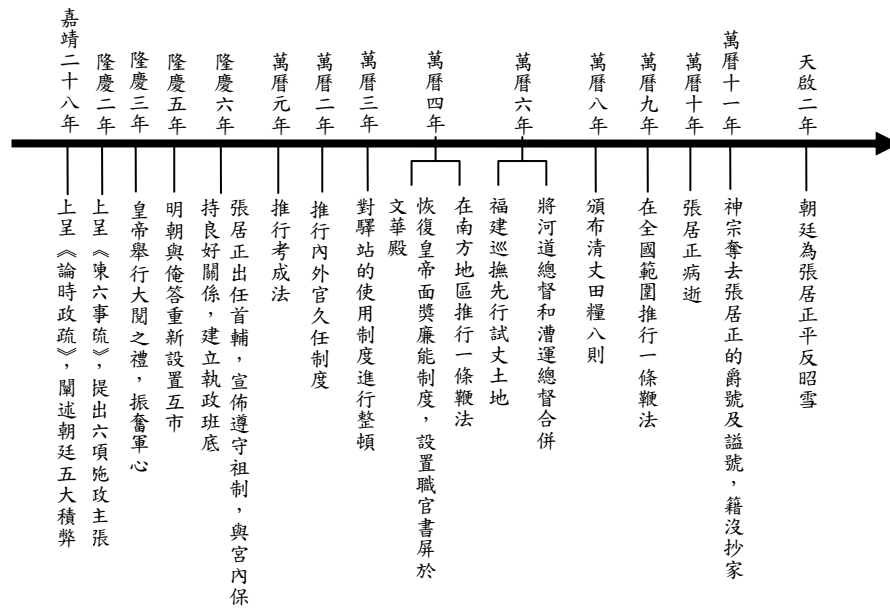 嘉靖二十八年
隆慶二年
隆慶三年
隆慶五年
隆慶六年
萬曆元年
萬曆二年
萬曆三年
萬曆四年
萬曆六年
萬曆八年
萬曆九年
萬曆十年
萬曆十一年
天啟二年
上呈《論時政疏》，闡述朝廷五大積弊
上呈《陳六事疏》，提出六項施政主張
皇帝舉行大閱之禮，振奮軍心
明朝與俺答重新設置互市
張居正出任首輔，宣佈遵守祖制，與宮內保
持良好關係，建立執政班底
推行考成法
推行內外官久任制度
對驛站的使用制度進行整頓
恢復皇帝面獎廉能制度，設置職官書屏於
文華殿
在南方地區推行一條鞭法
福建巡撫先行試丈土地
將河道總督和漕運總督合併
頒布清丈田糧八則
在全國範圍推行一條鞭法
張居正病逝
神宗奪去張居正的爵號及謚號，籍沒抄家
朝廷為張居正平反昭雪